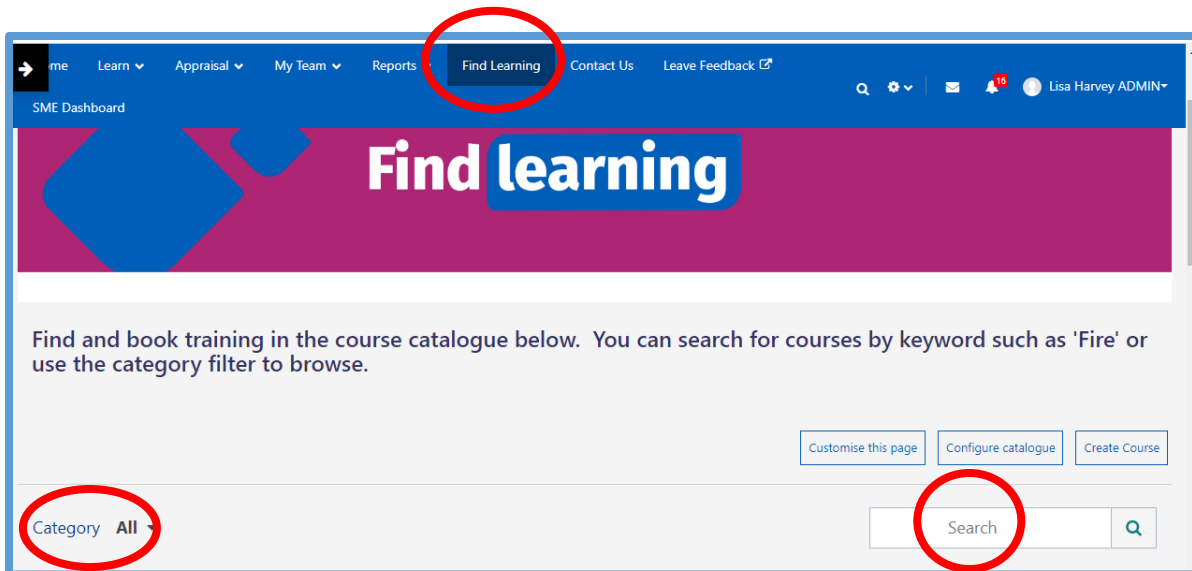 ome Learn Appraisal My Team Reports Find Learning Contact Us Leave Feedback
16 Lisa Harvey ADMIN
SME Dashboard
Find learning
Find and book training in the course catalogue below. You can search for courses by keyword such as 'Fire' or
use the category filter to browse.
Customise this page Configure catalogue Create Course
Category All Search